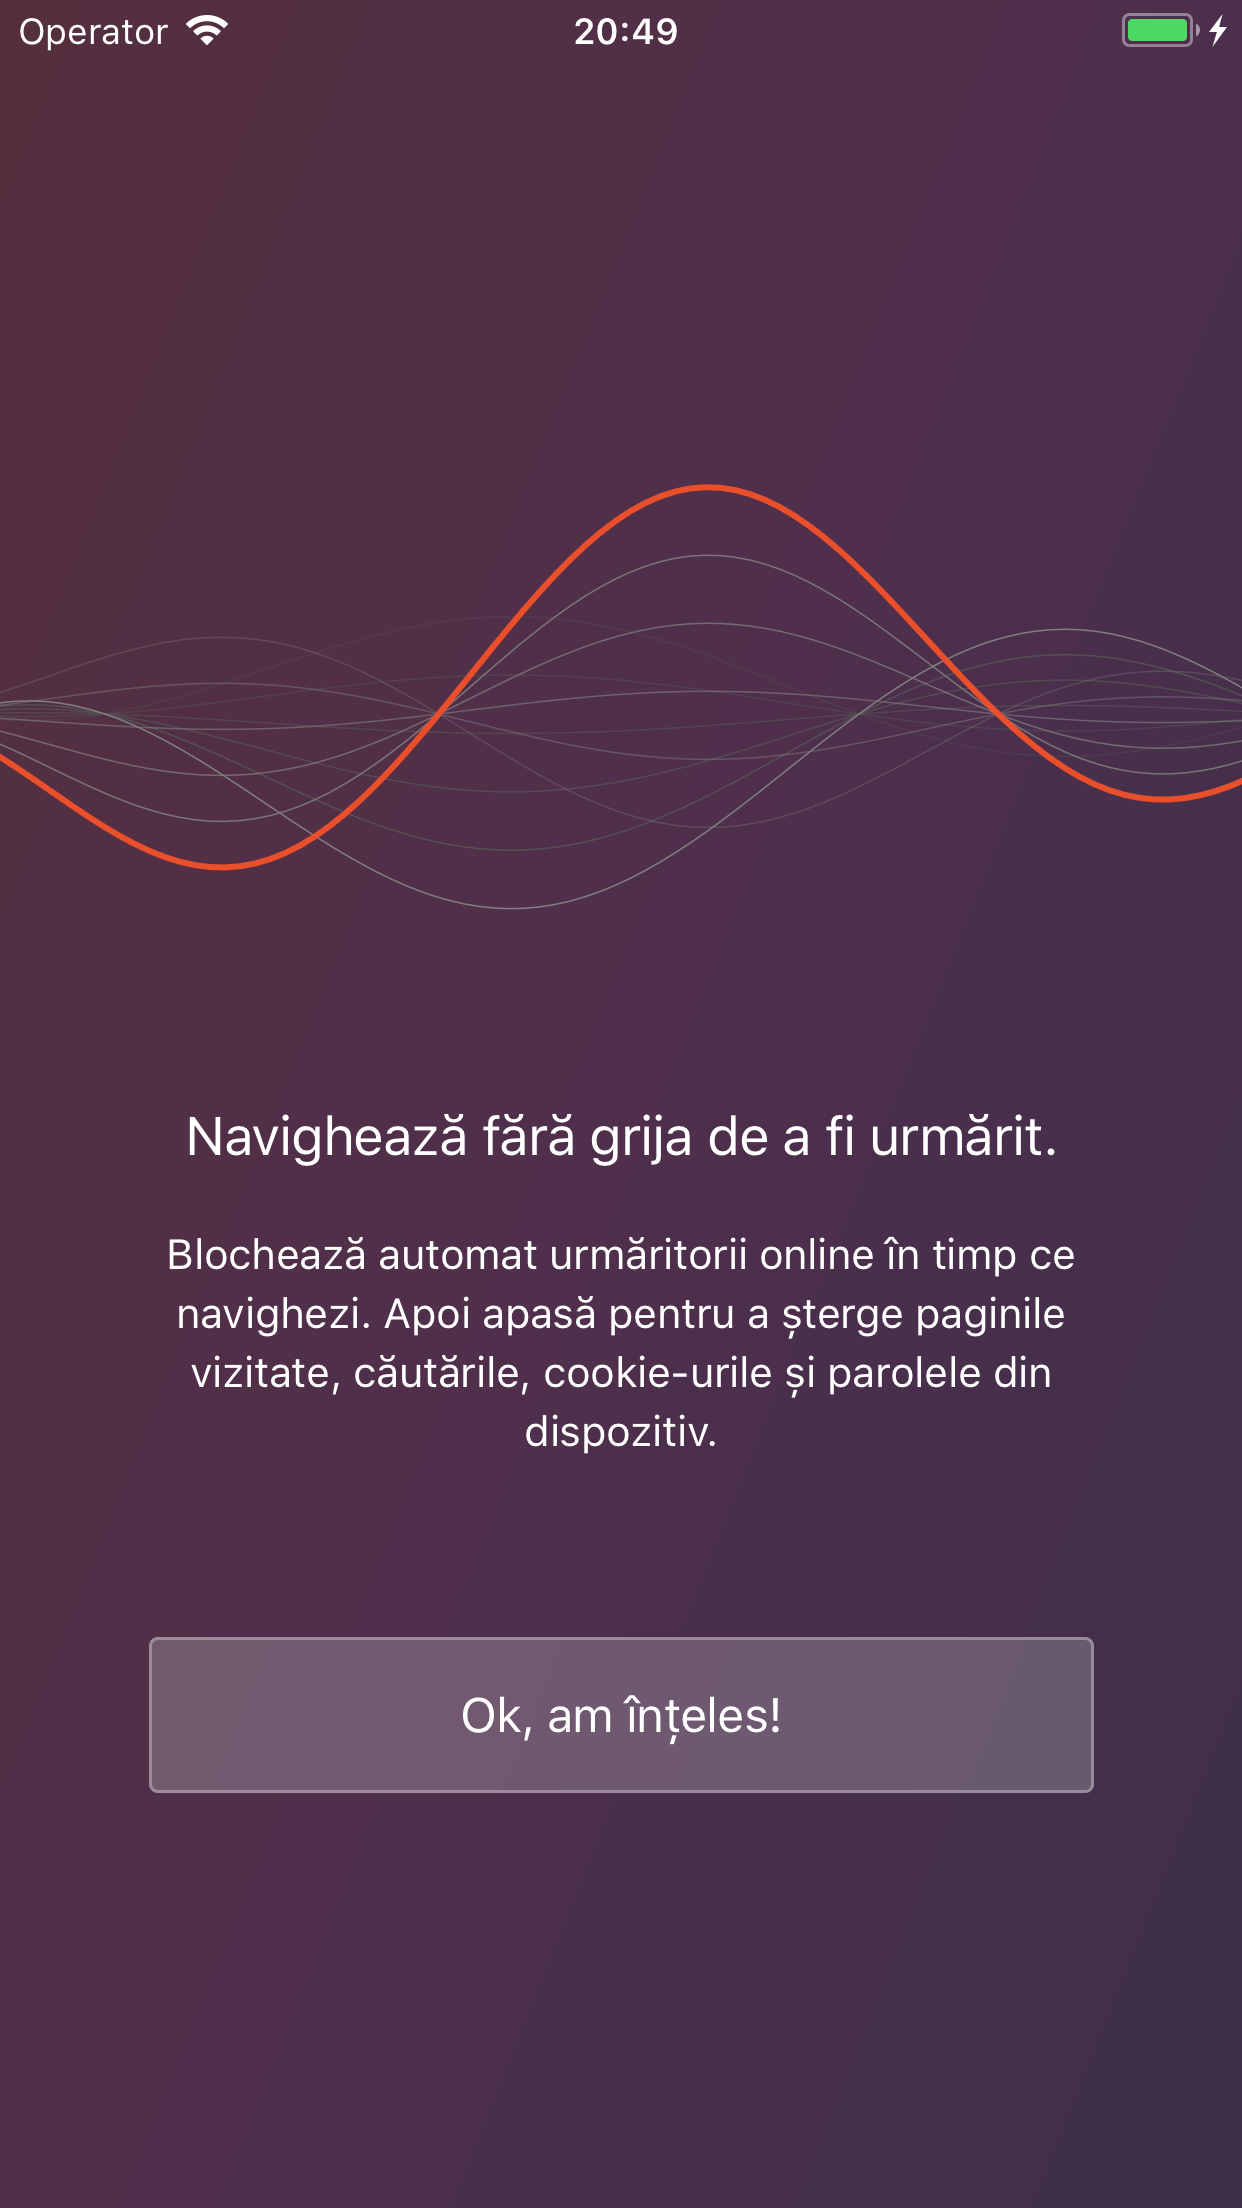 Operator
20:49
Navighează fără grija de a fi urmărit.
Blochează automat urmăritorii online în timp ce
navighezi. Apoi apasă pentru a șterge paginile
vizitate, căutările, cookie-urile și parolele din
dispozitiv.
Ok, am înțeles!